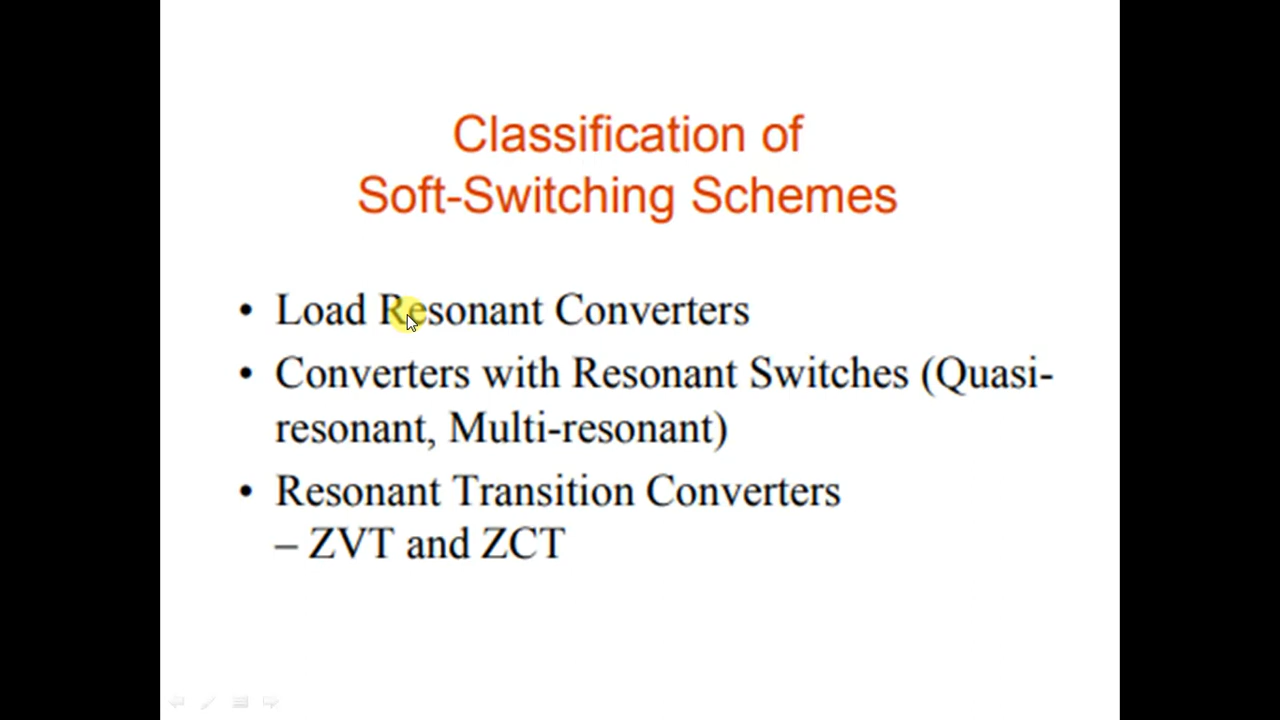 Classification of
Soft-Switching Schemes
• Load Resonant Converters
• Converters with Resonant Switches (Quasi-
resonant, Multi-resonant)
• Resonant Transition Converters
– ZVT and ZCT